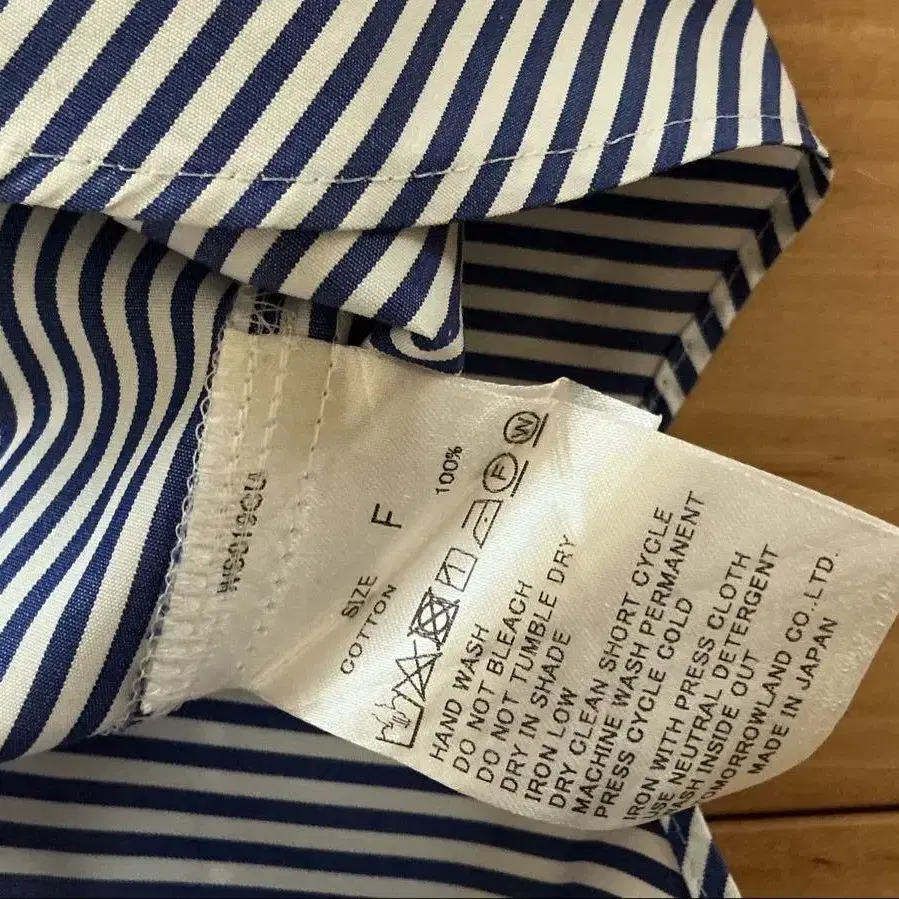 SIZE F
COTTON 100%
F W
HAND WASH
DO NOT BLEACH
DO NOT TUMBLE DRY
DRY IN SHADE
IRON LOW
DRY CLEAN SHORT CYCLE
MACHINE WASH PERMANENT
PRESS CYCLE COLD
IRON WITH PRESS CLOTH
USE NEUTRAL DETERGENT
WASH INSIDE OUT
TOMORROWLAND CO.,LTD.
MADE IN JAPAN